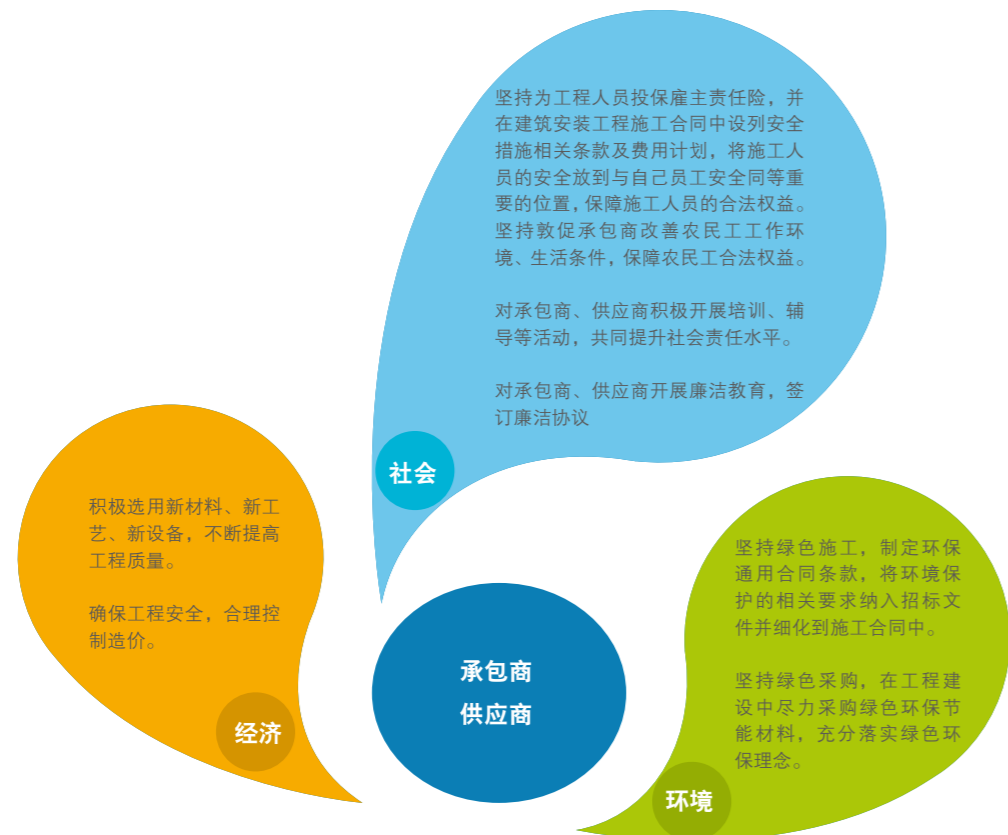 坚持为工程人员投保雇主责任险，并
在建筑安装工程施工合同中设列安全
措施相关条款及费用计划，将施工人
员的安全放到与自己员工安全同等重
要的位置，保障施工人员的合法权益。
坚持敦促承包商改善农民工工作环
境、生活条件，保障农民工合法权益。
对承包商、供应商积极开展培训、辅
导等活动，共同提升社会责任水平。
对承包商、供应商开展廉洁教育，签
订廉洁协议
社会
积极选用新材料、新工
艺、新设备，不断提高
工程质量。
确保工程安全，合理控
制造价。
经济
承包商
供应商
坚持绿色施工，制定环保
通用合同条款，将环境保
护的相关要求纳入招标文
件并细化到施工合同中。
坚持绿色采购，在工程建
设中尽力采购绿色环保节
能材料，充分落实绿色环
保理念。
环境